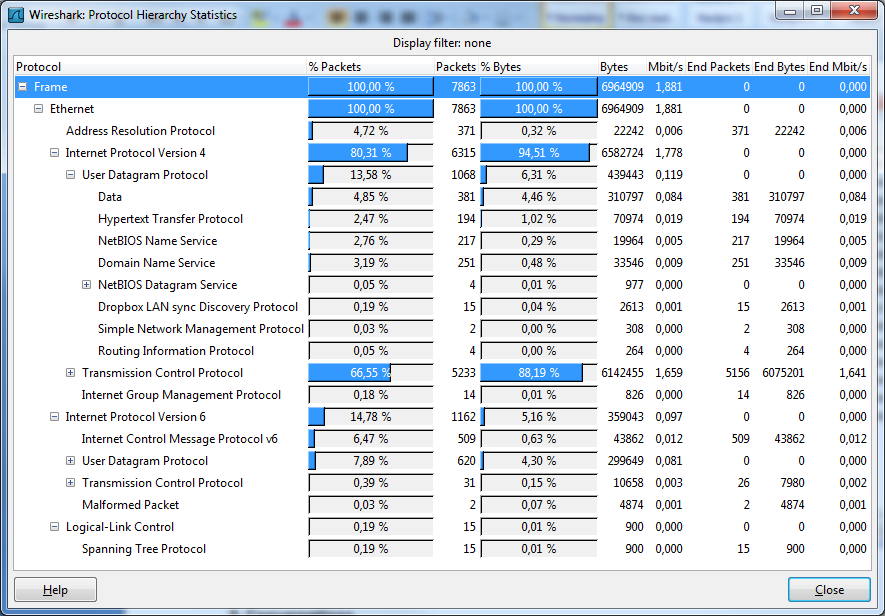 Wireshark: Protocol Hierarchy Statistics
Display filter: none
Protocol % Packets Packets % Bytes Bytes Mbit/s End Packets End Bytes End Mbit/s
Frame 100,00 % 7863 100,00 % 6964909 1,881 0 0 0,000
Ethernet 100,00 % 7863 100,00 % 6964909 1,881 0 0 0,000
Address Resolution Protocol 4,72 % 371 0,32 % 22242 0,006 371 22242 0,006
Internet Protocol Version 4 80,31 % 6315 94,51 % 6582724 1,778 0 0 0,000
User Datagram Protocol 13,58 % 1068 6,31 % 439443 0,119 0 0 0,000
Data 4,85 % 381 4,46 % 310797 0,084 381 310797 0,084
Hypertext Transfer Protocol 2,47 % 194 1,02 % 70974 0,019 194 70974 0,019
NetBIOS Name Service 2,76 % 217 0,29 % 19964 0,005 217 19964 0,005
Domain Name Service 3,19 % 251 0,48 % 33546 0,009 251 33546 0,009
NetBIOS Datagram Service 0,05 % 4 0,01 % 977 0,000 0 0 0,000
Dropbox LAN sync Discovery Protocol 0,19 % 15 0,04 % 2613 0,001 15 2613 0,001
Simple Network Management Protocol 0,03 % 2 0,00 % 308 0,000 2 308 0,000
Routing Information Protocol 0,05 % 4 0,00 % 264 0,000 4 264 0,000
Transmission Control Protocol 66,55 % 5233 88,19 % 6142455 1,659 5156 6075201 1,641
Internet Group Management Protocol 0,18 % 14 0,01 % 826 0,000 14 826 0,000
Internet Protocol Version 6 14,78 % 1162 5,16 % 359043 0,097 0 0 0,000
Internet Control Message Protocol v6 6,47 % 509 0,63 % 43862 0,012 509 43862 0,012
User Datagram Protocol 7,89 % 620 4,30 % 299649 0,081 0 0 0,000
Transmission Control Protocol 0,39 % 31 0,15 % 10658 0,003 26 7980 0,002
Malformed Packet 0,03 % 2 0,07 % 4874 0,001 2 4874 0,001
Logical-Link Control 0,19 % 15 0,01 % 900 0,000 0 0 0,000
Spanning Tree Protocol 0,19 % 15 0,01 % 900 0,000 15 900 0,000
Help Close